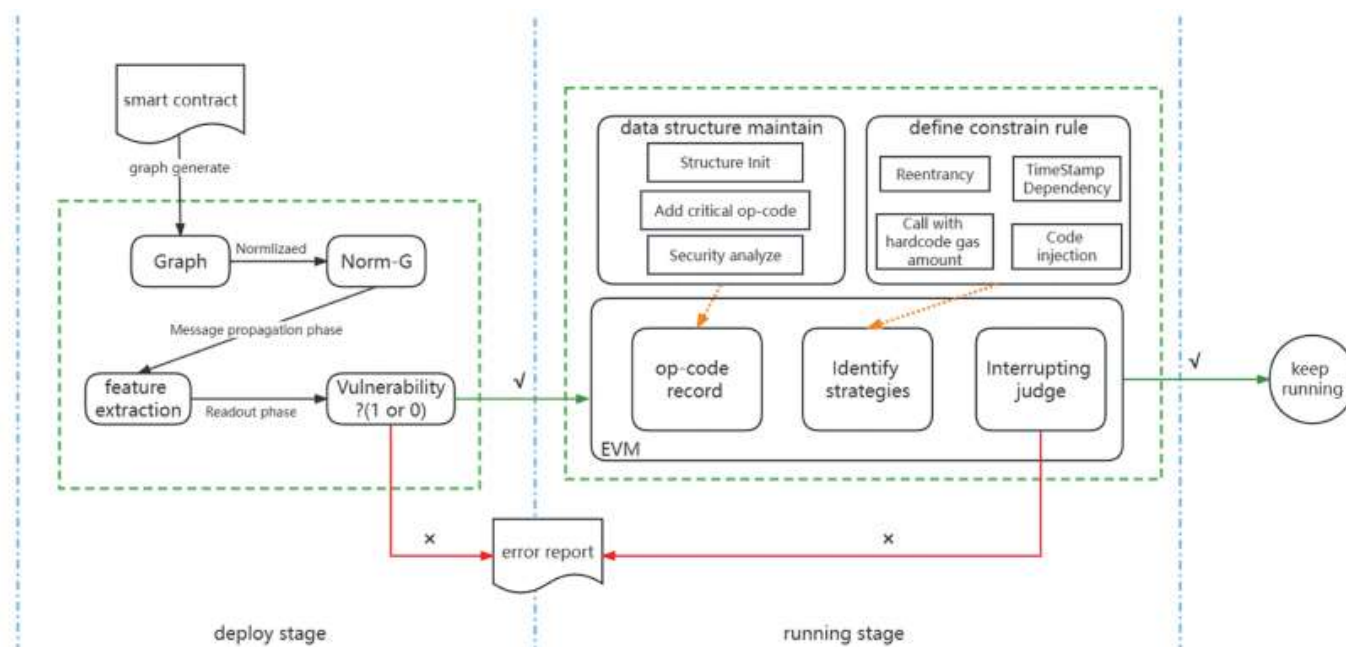 smart contract
graph generate
Graph
Normlizaed
Norm-G
Message propagation phase
feature
extraction
Readout phase
Vulnerability
?(1 or 0)
√
×
error report
deploy stage
data structure maintain
Structure Init
Add critical op-code
Security analyze
define constrain rule
Reentrancy
TimeStamp
Dependency
Call with
hardcode gas
amount
Code
injection
op-code
record
Identify
strategies
Interrupting
judge
EVM
×
running stage
√
keep
running